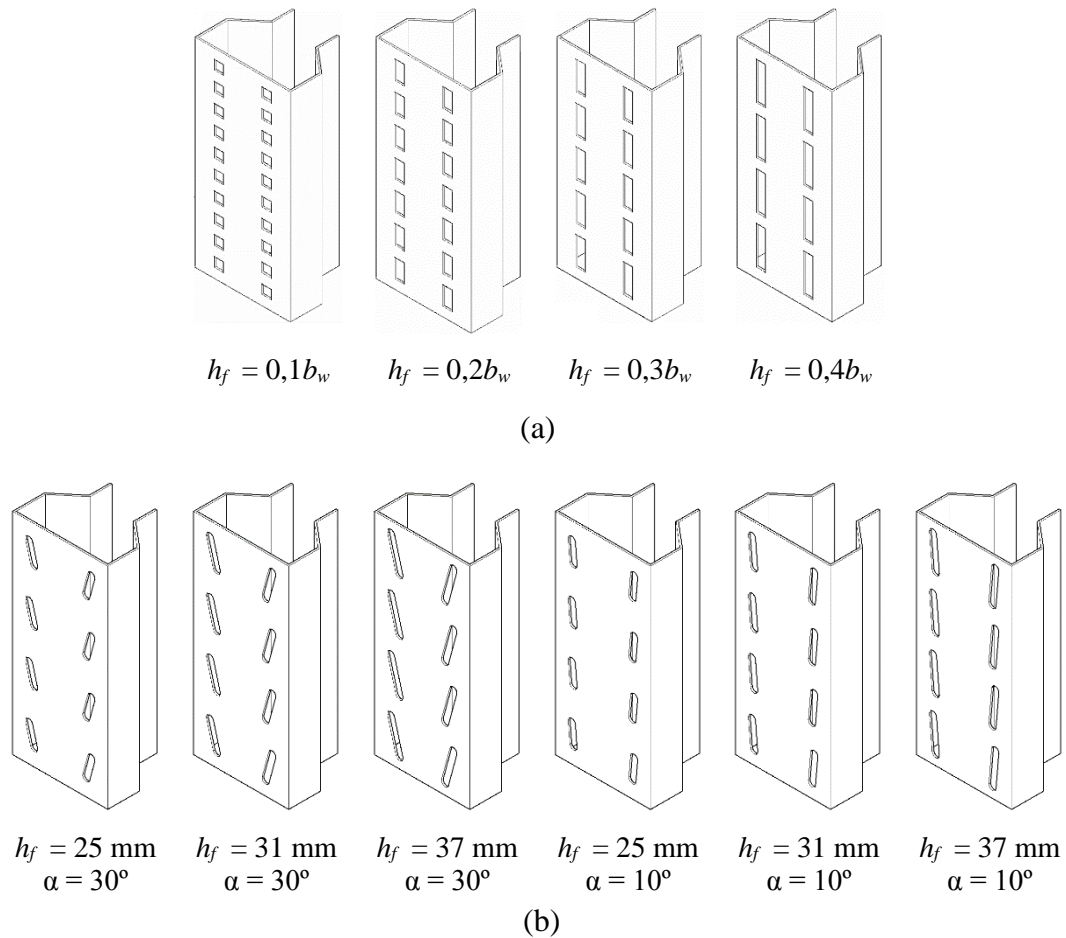 h_f = 0,1b_w h_f = 0,2b_w h_f = 0,3b_w h_f = 0,4b_w
(a)
h_f = 25 mm h_f = 31 mm h_f = 37 mm h_f = 25 mm h_f = 31 mm h_f = 37 mm
α = 30º α = 30º α = 30º α = 10º α = 10º α = 10º
(b)